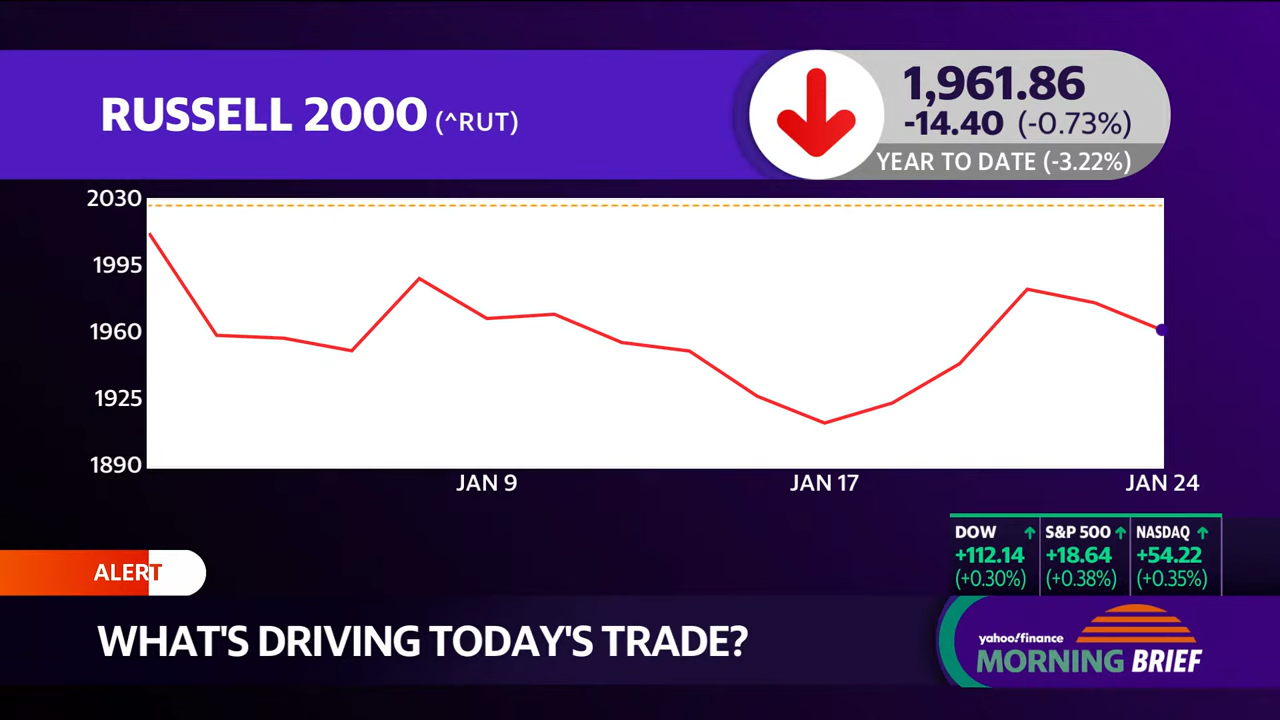 RUSSELL 2000 (^RUT)
1,961.86
-14.40 (-0.73%)
YEAR TO DATE (-3.22%)
2030
1995
1960
1925
1890
JAN 9 JAN 17 JAN 24
DOW S&P 500 NASDAQ
+112.14 +18.64 +54.22
(+0.30%) (+0.38%) (+0.35%)
ALERT
WHAT'S DRIVING TODAY'S TRADE?
yahoo!finance
MORNING BRIEF